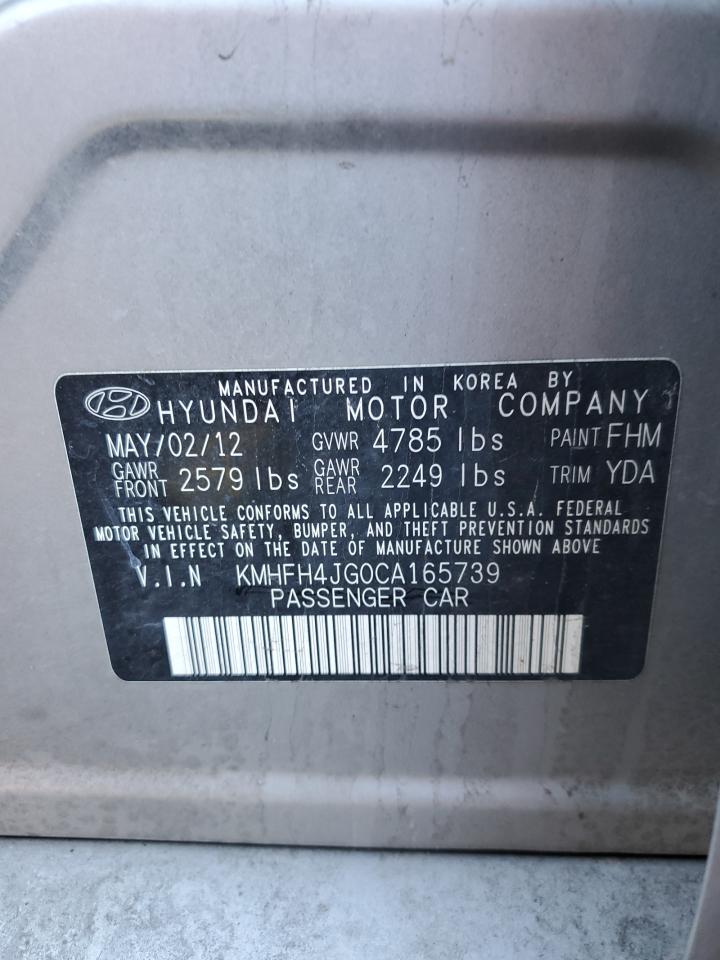 MANUFACTURED IN KOREA BY
HYUNDAI MOTOR COMPANY
MAY/02/12 GVWR 4785 lbs PAINT FHM
GAWR FRONT 2579 lbs GAWR REAR 2249 lbs TRIM YDA
THIS VEHICLE CONFORMS TO ALL APPLICABLE U.S.A. FEDERAL
MOTOR VEHICLE SAFETY, BUMPER, AND THEFT PREVENTION STANDARDS
IN EFFECT ON THE DATE OF MANUFACTURE SHOWN ABOVE
V.I.N KMHFH4JG0CA165739
PASSENGER CAR